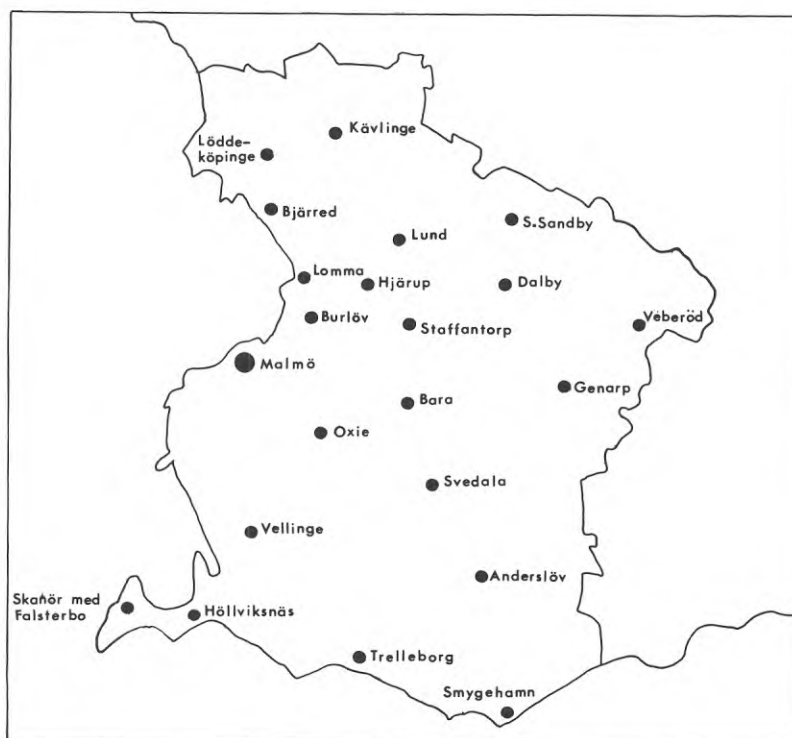 Kävlinge
Lödde-
köpinge
Bjärred
S.Sandby
Lund
Lomma
Hjärup
Dalby
Burlöv
Staffantorp
Veberöd
Malmö
Genarp
Bara
Oxie
Svedala
Vellinge
Anderslöv
Skanör med
Falsterbo
Höllviksnäs
Trelleborg
Smygehamn